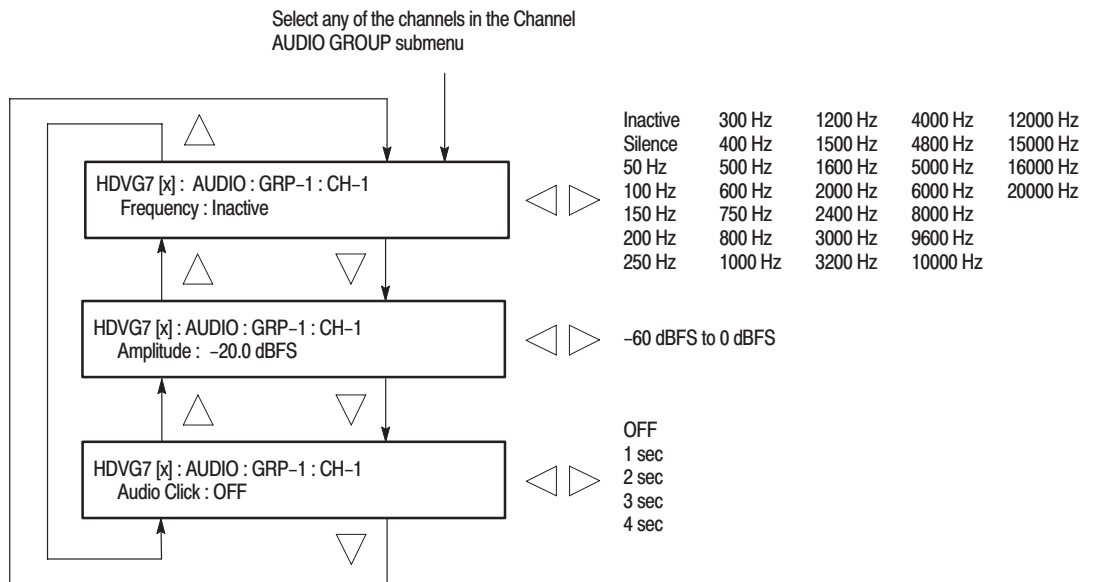 Select any of the channels in the Channel
AUDIO GROUP submenu
HDVG7 [x] : AUDIO : GRP–1 : CH–1
Frequency : Inactive
Inactive 300 Hz 1200 Hz 4000 Hz 12000 Hz
Silence 400 Hz 1500 Hz 4800 Hz 15000 Hz
50 Hz 500 Hz 1600 Hz 5000 Hz 16000 Hz
100 Hz 600 Hz 2000 Hz 6000 Hz 20000 Hz
150 Hz 750 Hz 2400 Hz 8000 Hz
200 Hz 800 Hz 3000 Hz 9600 Hz
250 Hz 1000 Hz 3200 Hz 10000 Hz
HDVG7 [x] : AUDIO : GRP–1 : CH–1
Amplitude : –20.0 dBFS
–60 dBFS to 0 dBFS
HDVG7 [x] : AUDIO : GRP–1 : CH–1
Audio Click : OFF
OFF
1 sec
2 sec
3 sec
4 sec